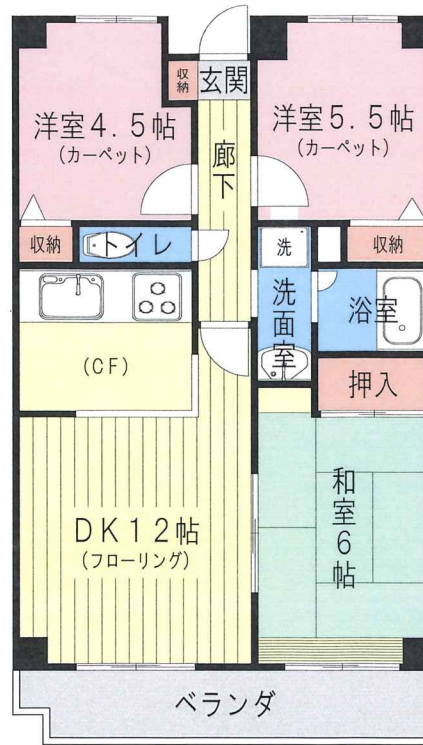 収納
玄関
洋室4.5帖
(カーペット)
洋室5.5帖
(カーペット)
廊下
収納
トイレ
洗
収納
洗面室
浴室
(CF)
押入
和室6帖
DK12帖
(フローリング)
ベランダ